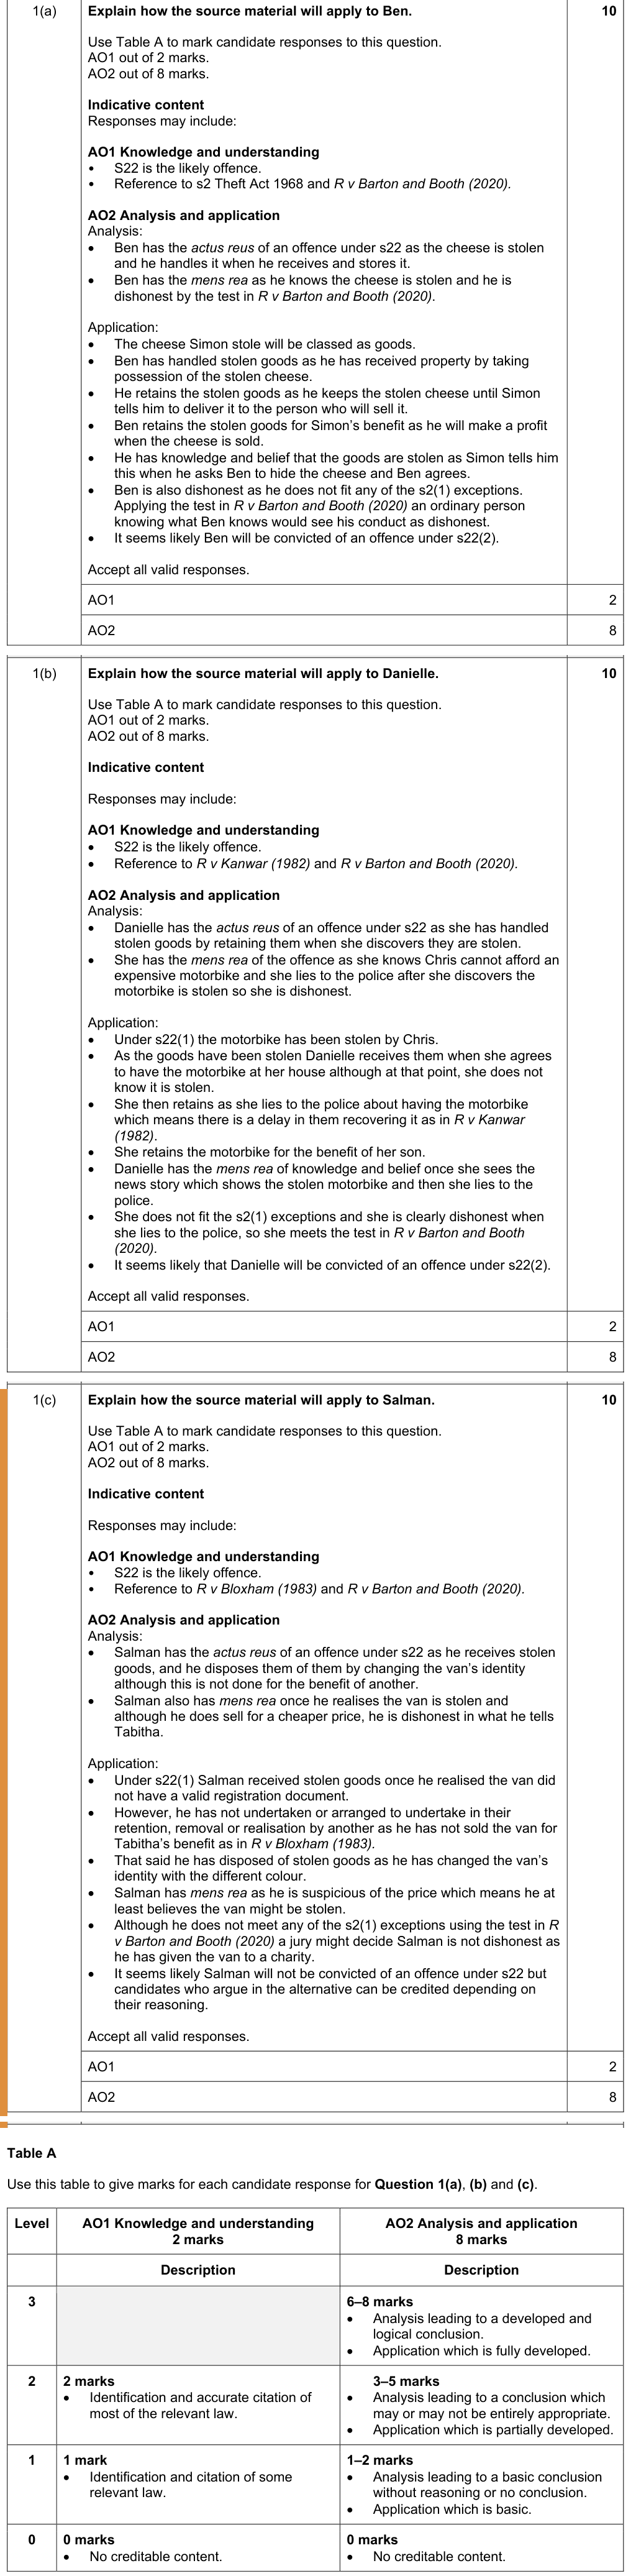 1(a) Explain how the source material will apply to Ben. 10
Use Table A to mark candidate responses to this question.
AO1 out of 2 marks.
AO2 out of 8 marks.
Indicative content
Responses may include:
AO1 Knowledge and understanding
• S22 is the likely offence.
• Reference to s2 Theft Act 1968 and R v Barton and Booth (2020).
AO2 Analysis and application
Analysis:
• Ben has the actus reus of an offence under s22 as the cheese is stolen
and he handles it when he receives and stores it.
• Ben has the mens rea as he knows the cheese is stolen and he is
dishonest by the test in R v Barton and Booth (2020).
Application:
• The cheese Simon stole will be classed as goods.
• Ben has handled stolen goods as he has received property by taking
possession of the stolen cheese.
• He retains the stolen goods as he keeps the stolen cheese until Simon
tells him to deliver it to the person who will sell it.
• Ben retains the stolen goods for Simon's benefit as he will make a profit
when the cheese is sold.
• He has knowledge and belief that the goods are stolen as Simon tells him
this when he asks Ben to hide the cheese and Ben agrees.
• Ben is also dishonest as he does not fit any of the s2(1) exceptions.
Applying the test in R v Barton and Booth (2020) an ordinary person
knowing what Ben knows would see his conduct as dishonest.
• It seems likely Ben will be convicted of an offence under s22(2).
Accept all valid responses.
AO1 2
AO2 8
1(b) Explain how the source material will apply to Danielle. 10
Use Table A to mark candidate responses to this question.
AO1 out of 2 marks.
AO2 out of 8 marks.
Indicative content
Responses may include:
AO1 Knowledge and understanding
• S22 is the likely offence.
• Reference to R v Kanwar (1982) and R v Barton and Booth (2020).
AO2 Analysis and application
Analysis:
• Danielle has the actus reus of an offence under s22 as she has handled
stolen goods by retaining them when she discovers they are stolen.
• She has the mens rea of the offence as she knows Chris cannot afford an
expensive motorbike and she lies to the police after she discovers the
motorbike is stolen so she is dishonest.
Application:
• Under s22(1) the motorbike has been stolen by Chris.
• As the goods have been stolen Danielle receives them when she agrees
to have the motorbike at her house although at that point, she does not
know it is stolen.
• She then retains as she lies to the police about having the motorbike
which means there is a delay in them recovering it as in R v Kanwar
(1982).
• She retains the motorbike for the benefit of her son.
• Danielle has the mens rea of knowledge and belief once she sees the
news story which shows the stolen motorbike and then she lies to the
police.
• She does not fit the s2(1) exceptions and she is clearly dishonest when
she lies to the police, so she meets the test in R v Barton and Booth
(2020).
• It seems likely that Danielle will be convicted of an offence under s22(2).
Accept all valid responses.
AO1 2
AO2 8
1(c) Explain how the source material will apply to Salman. 10
Use Table A to mark candidate responses to this question.
AO1 out of 2 marks.
AO2 out of 8 marks.
Indicative content
Responses may include:
AO1 Knowledge and understanding
• S22 is the likely offence.
• Reference to R v Bloxham (1983) and R v Barton and Booth (2020).
AO2 Analysis and application
Analysis:
• Salman has the actus reus of an offence under s22 as he receives stolen
goods, and he disposes them of them by changing the van's identity
although this is not done for the benefit of another.
• Salman also has mens rea once he realises the van is stolen and
although he does sell for a cheaper price, he is dishonest in what he tells
Tabitha.
Application:
• Under s22(1) Salman received stolen goods once he realised the van did
not have a valid registration document.
• However, he has not undertaken or arranged to undertake in their
retention, removal or realisation by another as he has not sold the van for
Tabitha's benefit as in R v Bloxham (1983).
• That said he has disposed of stolen goods as he has changed the van's
identity with the different colour.
• Salman has mens rea as he is suspicious of the price which means he at
least believes the van might be stolen.
• Although he does not meet any of the s2(1) exceptions using the test in R
v Barton and Booth (2020) a jury might decide Salman is not dishonest as
he has given the van to a charity.
• It seems likely Salman will not be convicted of an offence under s22 but
candidates who argue in the alternative can be credited depending on
their reasoning.
Accept all valid responses.
AO1 2
AO2 8
Table A
Use this table to give marks for each candidate response for Question 1(a), (b) and (c).
Level AO1 Knowledge and understanding AO2 Analysis and application
2 marks 8 marks
Description Description
3 6–8 marks
• Analysis leading to a developed and
logical conclusion.
• Application which is fully developed.
2 2 marks 3–5 marks
• Identification and accurate citation of • Analysis leading to a conclusion which
most of the relevant law. may or may not be entirely appropriate.
• Application which is partially developed.
1 1 mark 1–2 marks
• Identification and citation of some • Analysis leading to a basic conclusion
relevant law. without reasoning or no conclusion.
• Application which is basic.
0 0 marks 0 marks
• No creditable content. • No creditable content.